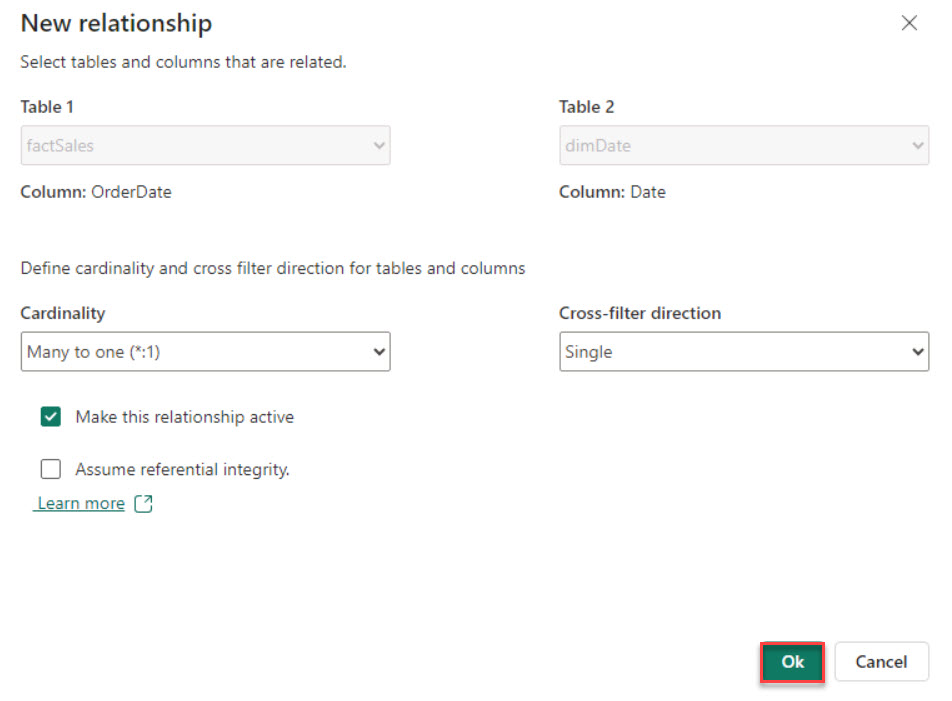 New relationship
Select tables and columns that are related.
Table 1
Table 2
factSales
dimDate
Column: OrderDate
Column: Date
Define cardinality and cross filter direction for tables and columns
Cardinality
Cross-filter direction
Many to one (*:1)
Single
Make this relationship active
Assume referential integrity.
Learn more
Ok
Cancel